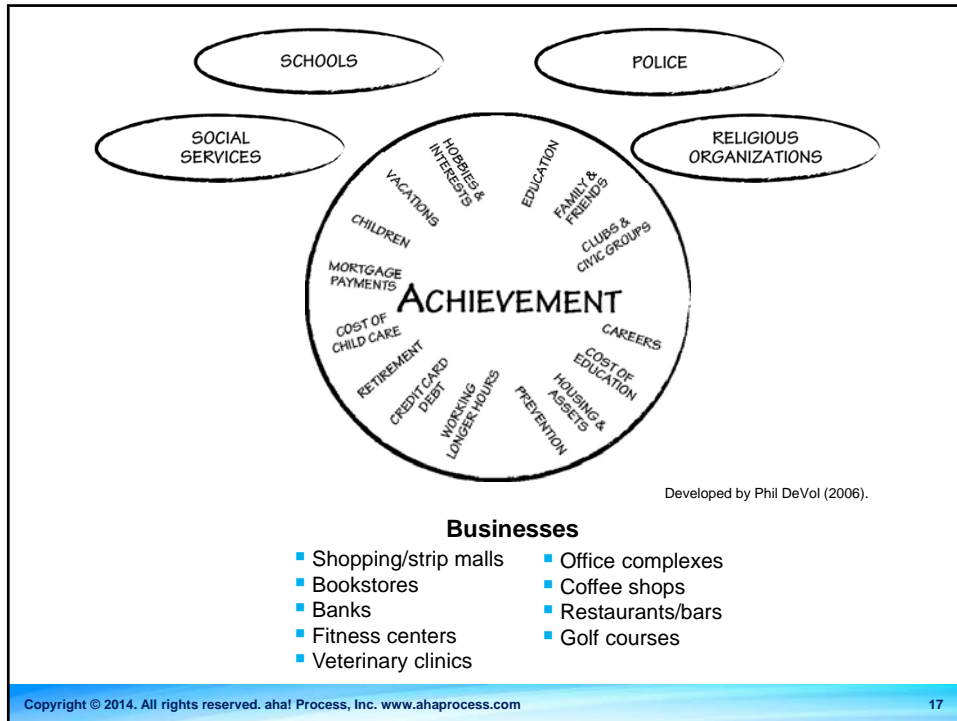 SCHOOLS
POLICE
SOCIAL
SERVICES
RELIGIOUS
ORGANIZATIONS
HOBBIES &
INTERESTS
EDUCATION
VACATIONS
FAMILY &
FRIENDS
CHILDREN
CLUBS &
CIVIC GROUPS
MORTGAGE
PAYMENTS
ACHIEVEMENT
COST OF
CHILD CARE
CAREERS
RETIREMENT
COST OF
EDUCATION
CREDIT CARD
DEBT
HOUSING &
ASSETS
WORKING
LONGER HOURS
PREVENTION
Developed by Phil DeVol (2006).
Businesses
Shopping/strip malls
Bookstores
Banks
Fitness centers
Veterinary clinics
Office complexes
Coffee shops
Restaurants/bars
Golf courses
Copyright © 2014. All rights reserved. aha! Process, Inc. www.ahaprocess.com
17